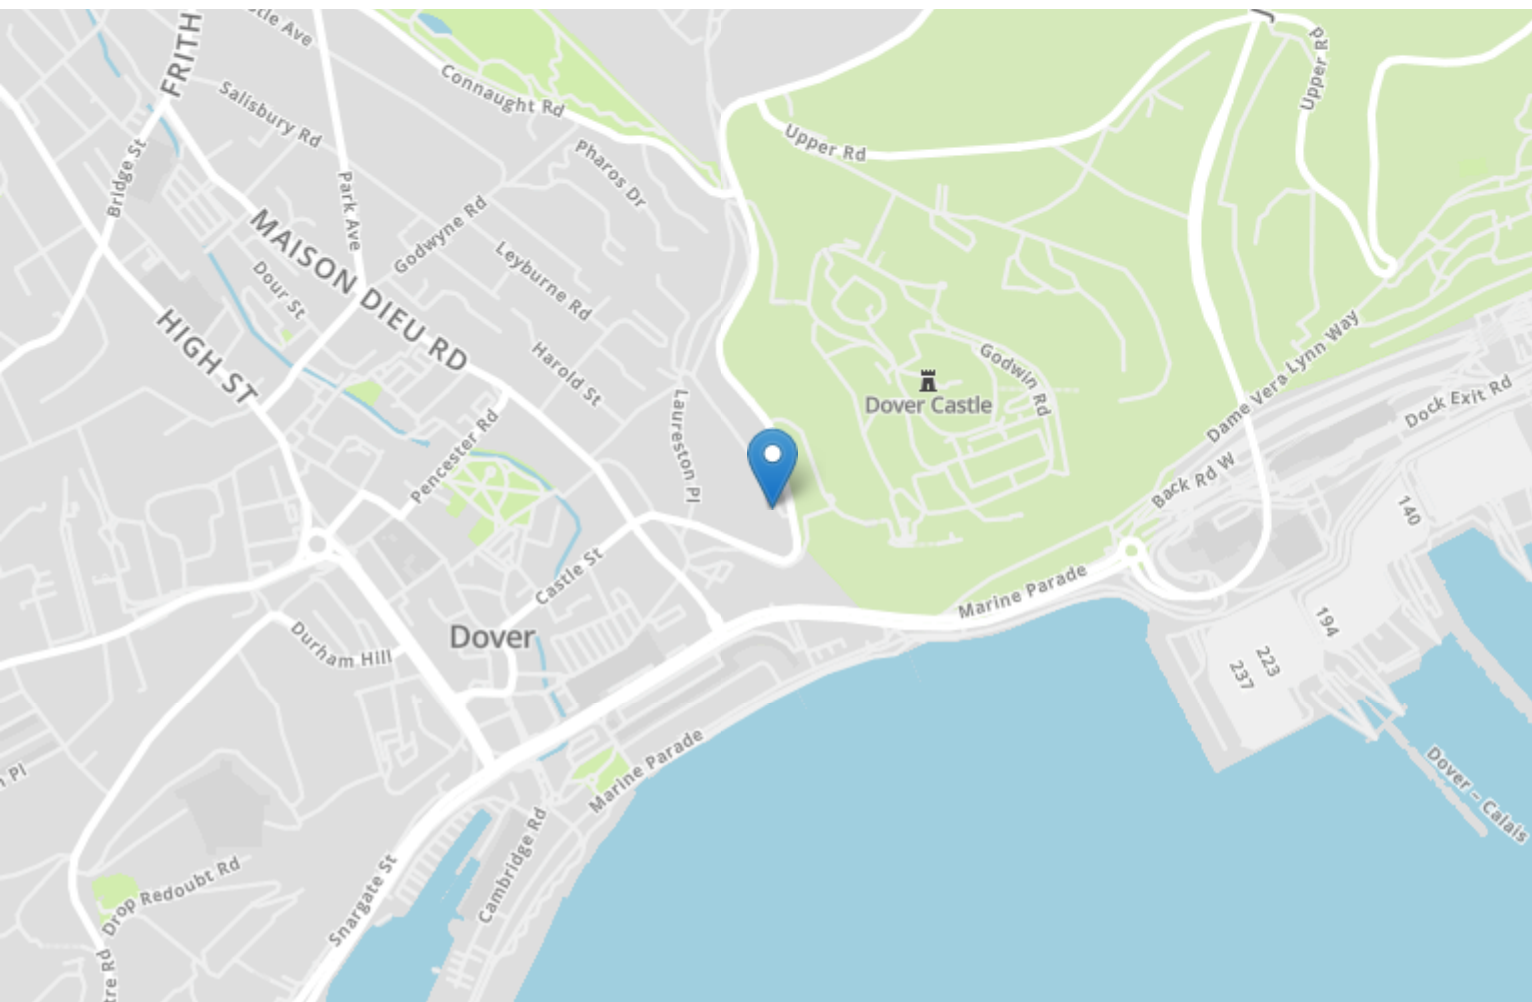 FRITH
Salisbury Rd
Connaught Rd
Upper Rd
Upper Rd
Pharos Dr
Bridge St
Park Ave
Godwyne Rd
MAISON DIEU RD
Leyburne Rd
Dour St
HIGH ST
Harold St
Laureston Pl
Godwin Rd
Dover Castle
Dame Vera Lynn Way
Dock Exit Rd
Back Rd W
Pencester Rd
140
Castle St
Marine Parade
Dover
Durham Hill
194
223
237
Marine Parade
Dover – Calais
Cambridge Rd
Drop Redoubt Rd
Snargate St